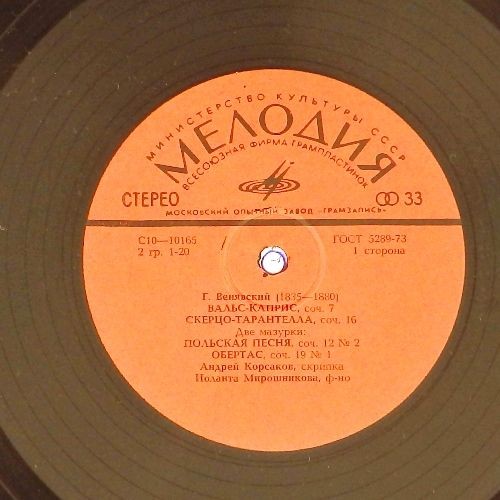 МИНИСТЕРСТВО КУЛЬТУРЫ СССР
МЕЛОДИЯ
ВСЕСОЮЗНАЯ ФИРМА ГРАМПЛАСТИНОК
СТЕРЕО 33
МОСКОВСКИЙ ОПЫТНЫЙ ЗАВОД «ГРАМЗАПИСЬ»
С10—10165 ГОСТ 5289-73
2 гр. 1-20 1 сторона
Г. Венявский (1835—1880)
ВАЛЬС-КАПРИС, соч. 7
СКЕРЦО-ТАРАНТЕЛЛА, соч. 16
Две мазурки:
ПОЛЬСКАЯ ПЕСНЯ, соч. 12 № 2
ОБЕРТАС, соч. 19 № 1
Андрей Корсаков, скрипка
Иоланта Мирошникова, ф-но